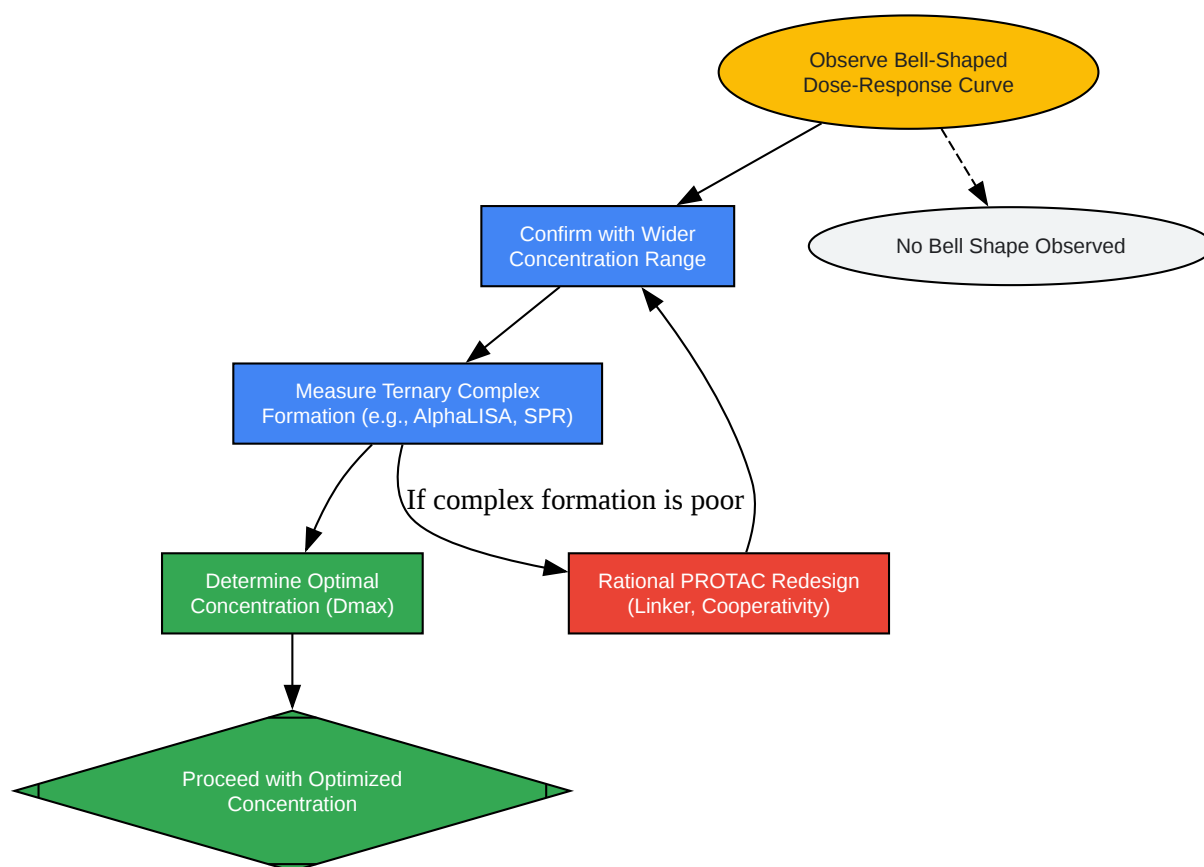 Observe Bell-Shaped
Dose-Response Curve
No Bell Shape Observed
Confirm with Wider
Concentration Range
Measure Ternary Complex
Formation (e.g., AlphaLISA, SPR)
If complex formation is poor
Determine Optimal
Concentration (Dmax)
Rational PROTAC Redesign
(Linker, Cooperativity)
Proceed with Optimized
Concentration